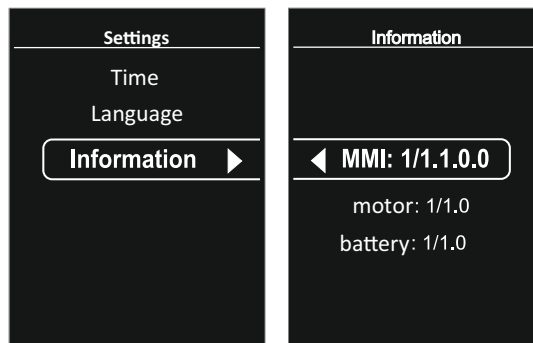 Settings
Time
Language
Information
Information
MMI: 1/1.1.0.0
motor: 1/1.0
battery: 1/1.0